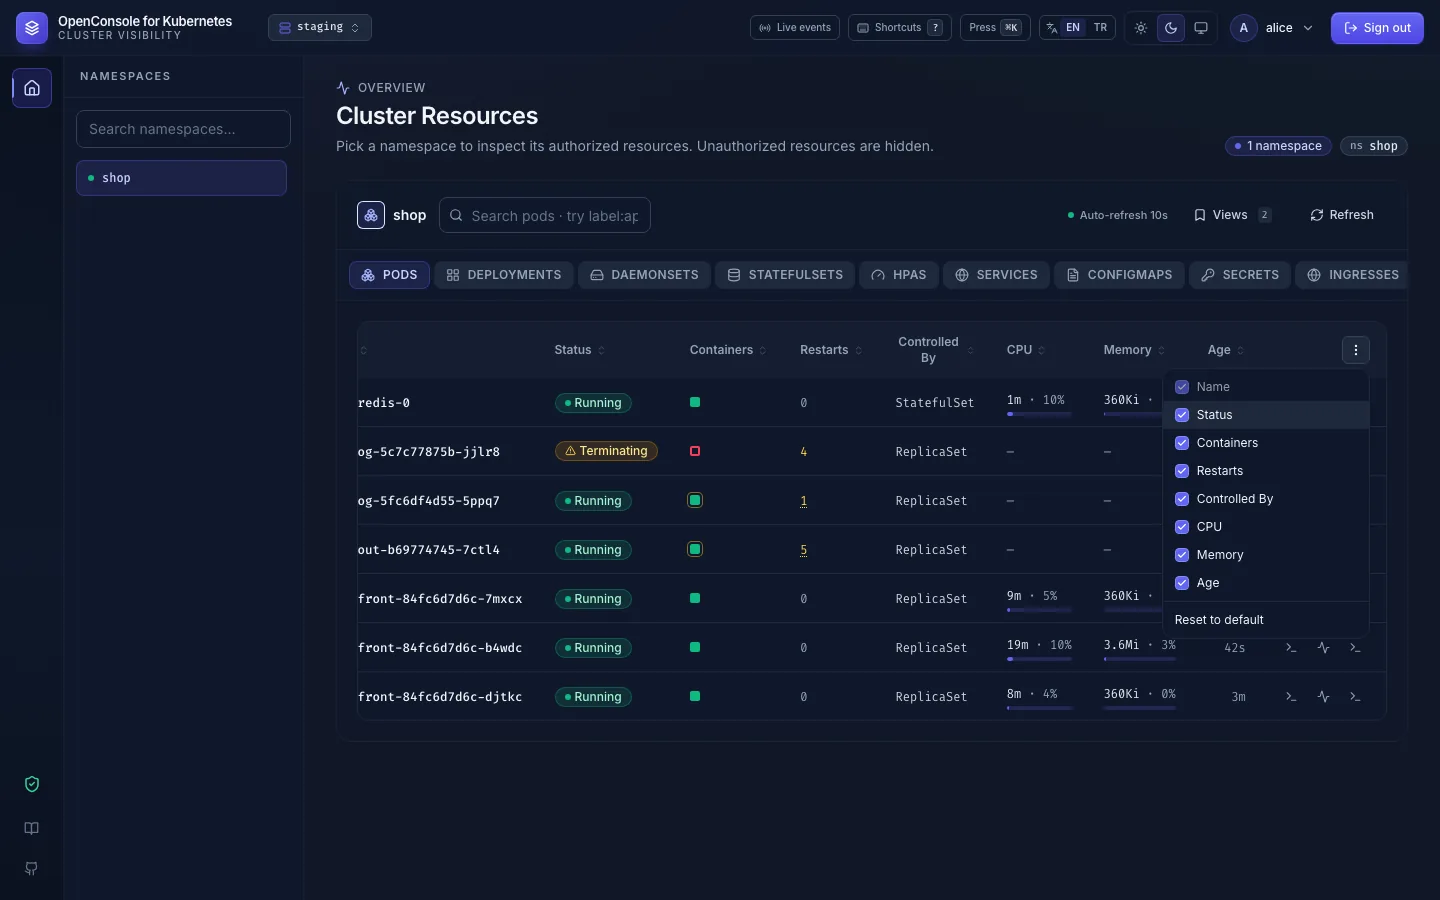 OpenConsole for Kubernetes
CLUSTER VISIBILITY
staging
Live events
Shortcuts ?
Press ⌘K
EN TR
A alice
Sign out
NAMESPACES
Search namespaces...
shop
OVERVIEW
Cluster Resources
Pick a namespace to inspect its authorized resources. Unauthorized resources are hidden.
1 namespace
ns shop
shop
Search pods · try label:ap
Auto-refresh 10s
Views 2
Refresh
PODS DEPLOYMENTS DAEMONSETS STATEFULSETS HPAS SERVICES CONFIGMAPS SECRETS INGRESSES
Status Containers Restarts Controlled By CPU Memory Age
redis-0 Running 0 StatefulSet 1m · 10% 360Ki ·
og-5c7c77875b-jjlr8 Terminating 4 ReplicaSet — —
og-5fc6df4d55-5ppq7 Running 1 ReplicaSet — —
out-b69774745-7ctl4 Running 5 ReplicaSet — —
front-84fc6d7d6c-7mxcx Running 0 ReplicaSet 9m · 5% 360Ki ·
front-84fc6d7d6c-b4wdc Running 0 ReplicaSet 19m · 10% 3.6Mi · 3% 42s
front-84fc6d7d6c-djtkc Running 0 ReplicaSet 8m · 4% 360Ki · 0% 3m
Name
Status
Containers
Restarts
Controlled By
CPU
Memory
Age
Reset to default